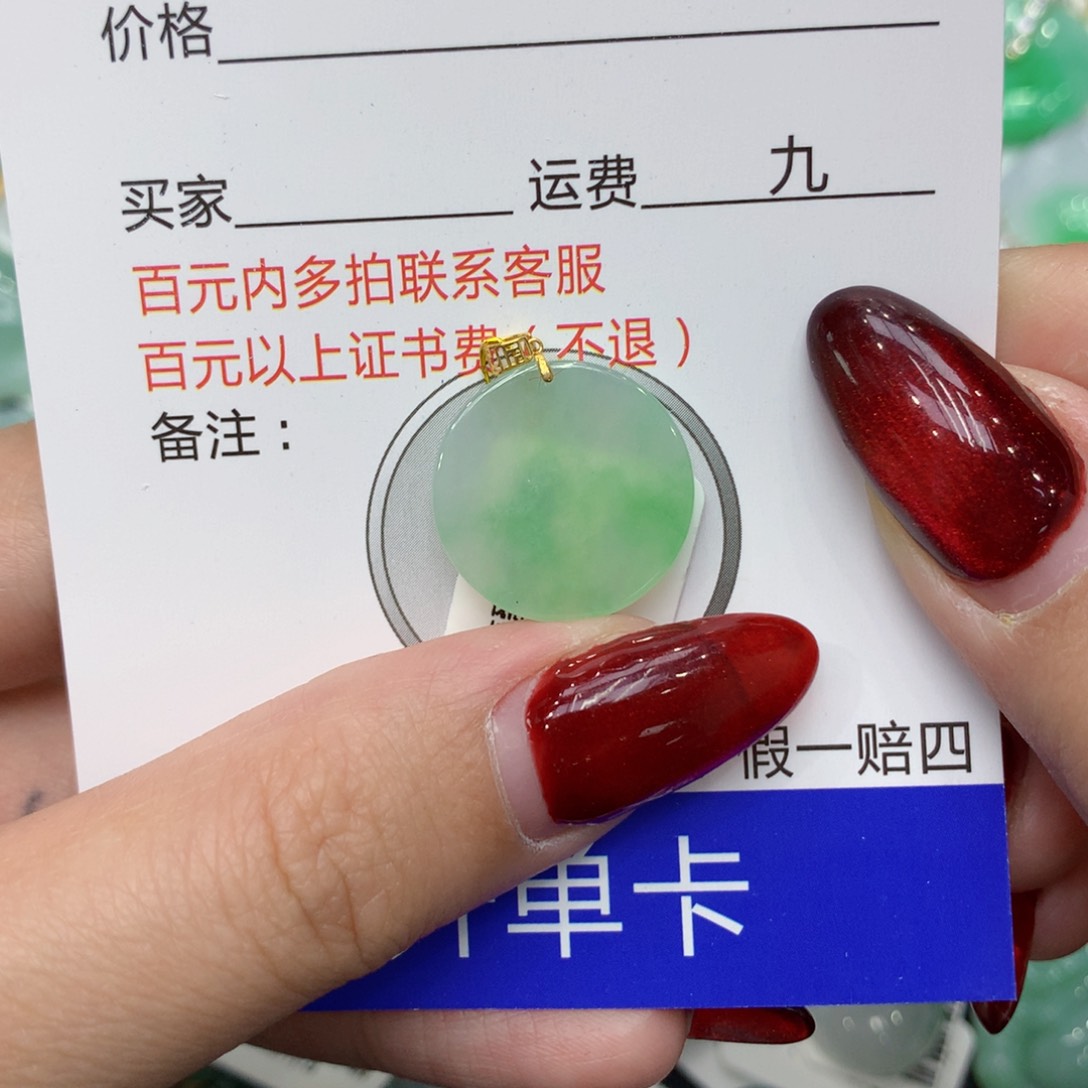 价格
买家 运费 九
百元内多拍联系客服
百元以上证书费(不退)
备注:
假一赔四
单卡